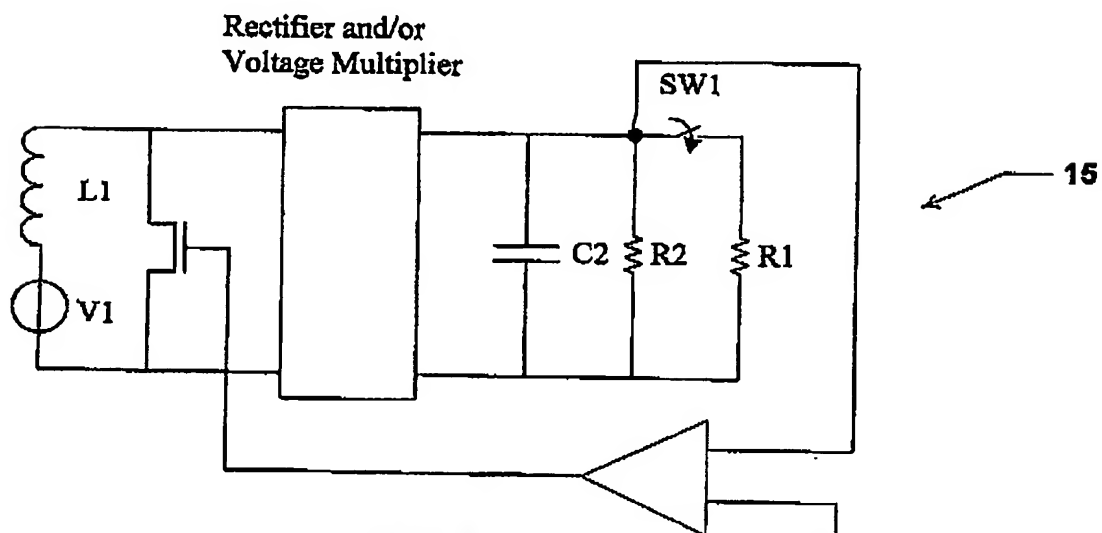 Rectifier and/or
Voltage Multiplier
SW1
15
L1
C2
R2
R1
V1